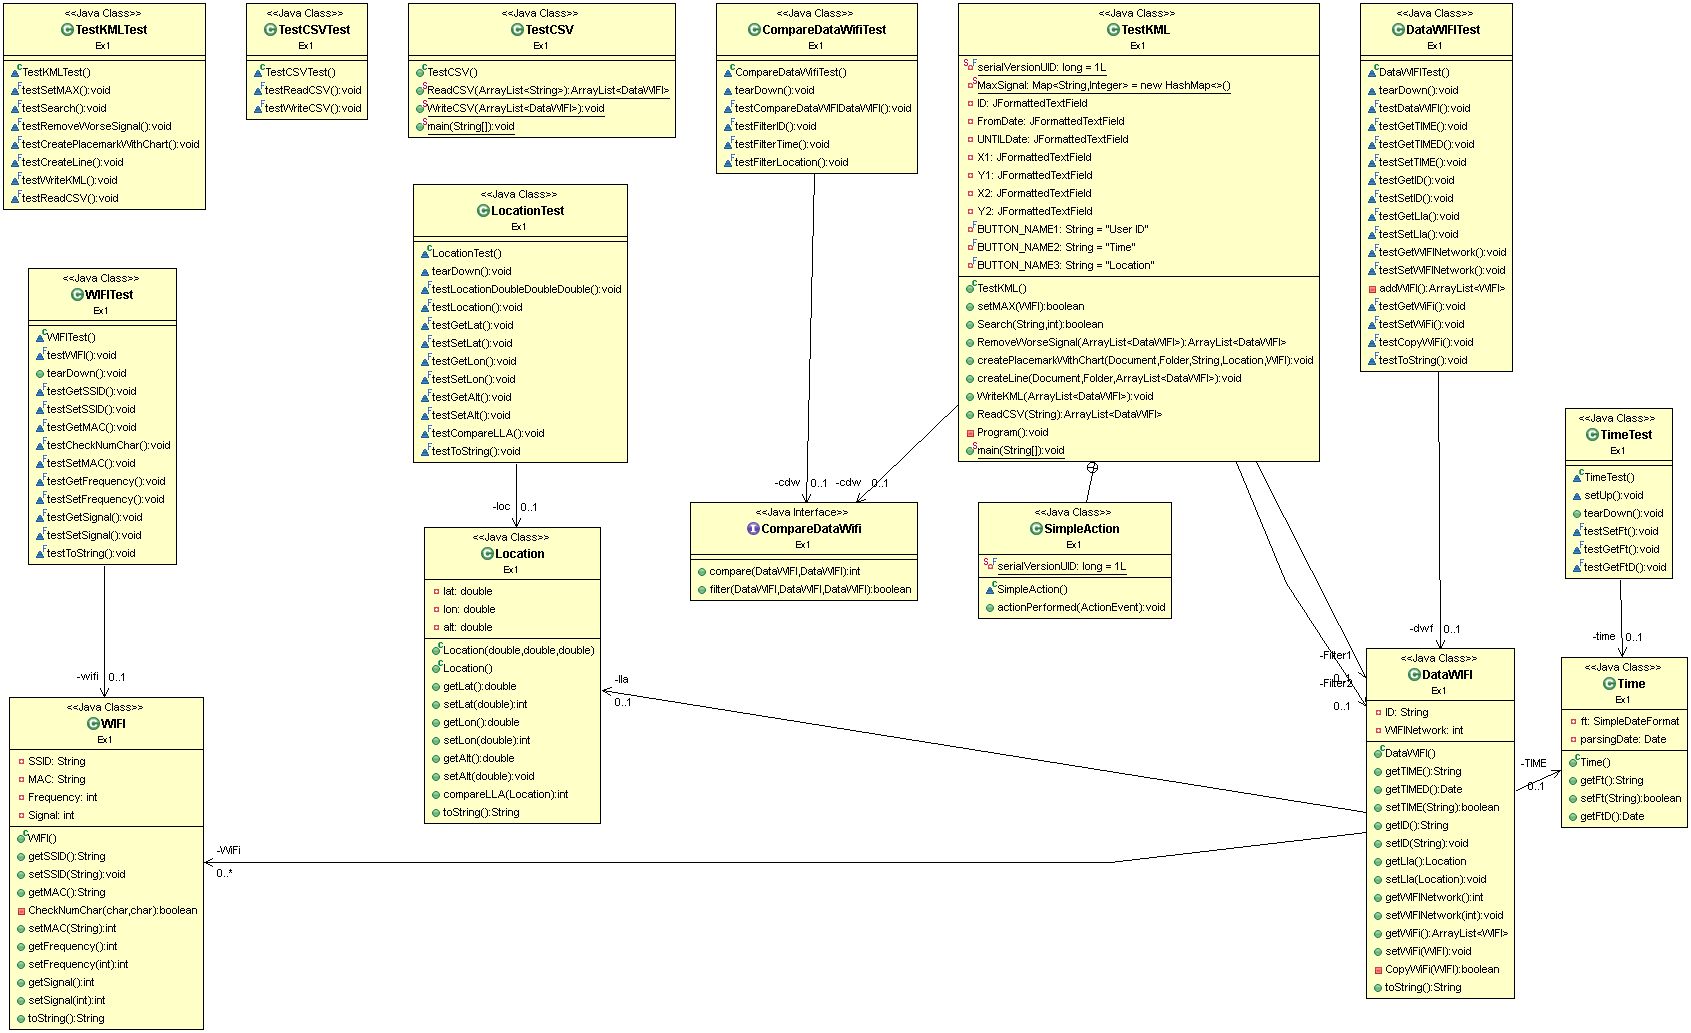 <<Java Class>>
TestKMLTest
Ex1
TestKMLTest()
testSetMAX():void
testSearch():void
testRemoveWorseSignal():void
testCreatePlacemarkWithChart():void
testCreateLine():void
testWriteKML():void
testReadCSV():void
<<Java Class>>
TestCSVTest
Ex1
TestCSVTest()
testReadCSV():void
testWriteCSV():void
<<Java Class>>
TestCSV
Ex1
TestCSV()
ReadCSV(ArrayList<String>):ArrayList<DataWIFI>
WriteCSV(ArrayList<DataWIFI>):void
main(String[]):void
<<Java Class>>
CompareDataWifiTest
Ex1
CompareDataWifiTest()
tearDown():void
testCompareDataWIFIDataWIFI():void
testFilterID():void
testFilterTime():void
testFilterLocation():void
<<Java Class>>
TestKML
Ex1
serialVersionUID: long = 1L
MaxSignal: Map<String,Integer> = new HashMap<>()
ID: JFormattedTextField
FromDate: JFormattedTextField
UNTILDate: JFormattedTextField
X1: JFormattedTextField
Y1: JFormattedTextField
X2: JFormattedTextField
Y2: JFormattedTextField
BUTTON_NAME1: String = "User ID"
BUTTON_NAME2: String = "Time"
BUTTON_NAME3: String = "Location"
TestKML()
setMAX(WIFI):boolean
Search(String,int):boolean
RemoveWorseSignal(ArrayList<DataWIFI>):ArrayList<DataWIFI>
createPlacemarkWithChart(Document,Folder,String,Location,WIFI):void
createLine(Document,Folder,ArrayList<DataWIFI>):void
WriteKML(ArrayList<DataWIFI>):void
ReadCSV(String):ArrayList<DataWIFI>
Program():void
main(String[]):void
<<Java Class>>
DataWIFITest
Ex1
DataWIFITest()
tearDown():void
testDataWIFI():void
testGetTIME():void
testGetTIMED():void
testSetTIME():void
testGetID():void
testSetID():void
testGetLla():void
testSetLla():void
testGetWIFINetwork():void
testSetWIFINetwork():void
addWIFI():ArrayList<WIFI>
testGetWiFi():void
testSetWiFi():void
testCopyWiFi():void
testToString():void
<<Java Class>>
LocationTest
Ex1
LocationTest()
tearDown():void
testLocationDoubleDoubleDouble():void
testLocation():void
testGetLat():void
testSetLat():void
testGetLon():void
testSetLon():void
testGetAlt():void
testSetAlt():void
testCompareLLA():void
testToString():void
<<Java Class>>
WIFITest
Ex1
WIFITest()
testWIFI():void
tearDown():void
testGetSSID():void
testSetSSID():void
testGetMAC():void
testCheckNumChar():void
testSetMAC():void
testGetFrequency():void
testSetFrequency():void
testGetSignal():void
testSetSignal():void
testToString():void
<<Java Class>>
TimeTest
Ex1
TimeTest()
setUp():void
tearDown():void
testSetFt():void
testGetFt():void
testGetFtD():void
-cdw 0..1
-cdw 0..1
-loc 0..1
<<Java Interface>>
CompareDataWifi
Ex1
compare(DataWIFI,DataWIFI):int
filter(DataWIFI,DataWIFI,DataWIFI):boolean
<<Java Class>>
SimpleAction
Ex1
serialVersionUID: long = 1L
SimpleAction()
actionPerformed(ActionEvent):void
<<Java Class>>
Location
Ex1
lat: double
lon: double
alt: double
Location(double,double,double)
Location()
getLat():double
setLat(double):int
getLon():double
setLon(double):int
getAlt():double
setAlt(double):void
compareLLA(Location):int
toString():String
-dwf 0..1
-time 0..1
-Filter1
0..1
-Filter2
0..1
-wifi 0..1
-lla
0..1
<<Java Class>>
WIFI
Ex1
SSID: String
MAC: String
Frequency: int
Signal: int
WIFI()
getSSID():String
setSSID(String):void
getMAC():String
CheckNumChar(char,char):boolean
setMAC(String):int
getFrequency():int
setFrequency(int):int
getSignal():int
setSignal(int):int
toString():String
-WiFi
0..*
<<Java Class>>
DataWIFI
Ex1
ID: String
WIFINetwork: int
DataWIFI()
getTIME():String
getTIMED():Date
setTIME(String):boolean
getID():String
setID(String):void
getLla():Location
setLla(Location):void
getWIFINetwork():int
setWIFINetwork(int):void
getWiFi():ArrayList<WIFI>
setWiFi(WIFI):void
CopyWiFi(WIFI):boolean
toString():String
-TIME
0..1
<<Java Class>>
Time
Ex1
ft: SimpleDateFormat
parsingDate: Date
Time()
getFt():String
setFt(String):boolean
getFtD():Date